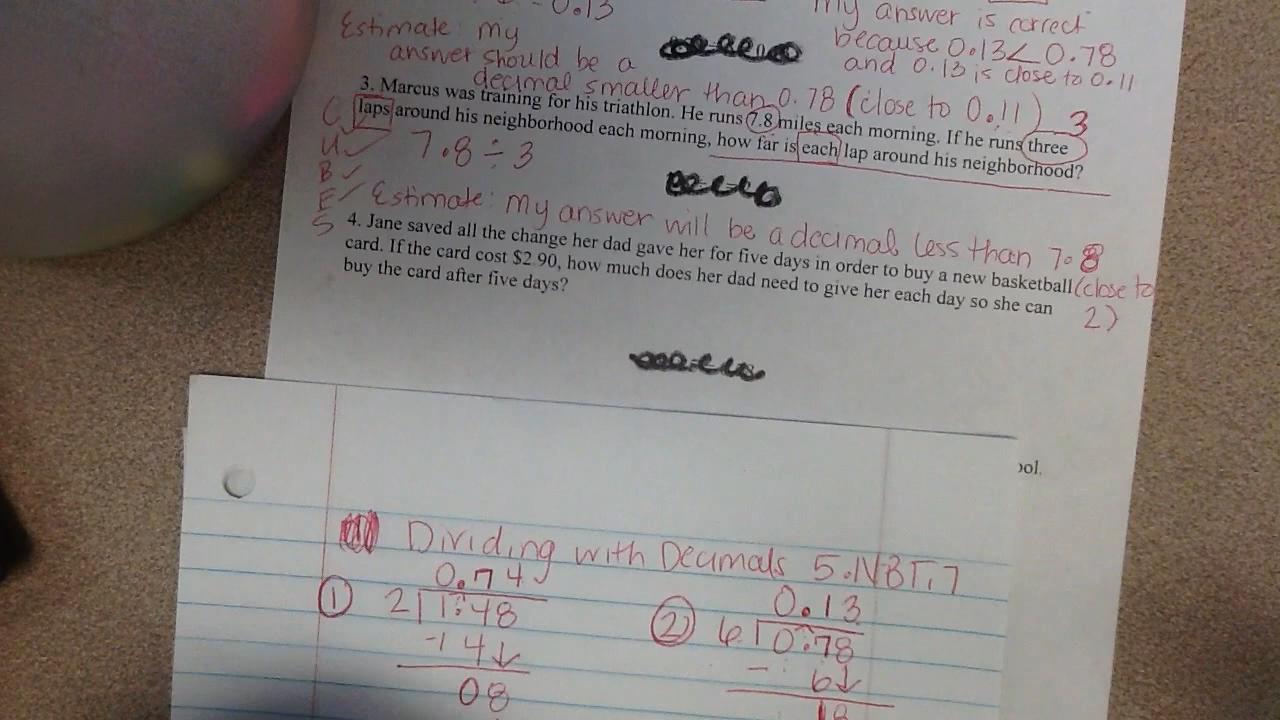 - 0.13
Estimate: my
answer should be a
decimal smaller than 0.78 (close to 0.11)
my answer is correct
because 0.13 < 0.78
and 0.13 is close to 0.11
3. Marcus was training for his triathlon. He runs 7.8 miles each morning. If he runs three
laps around his neighborhood each morning, how far is each lap around his neighborhood?
3
C
U ✓
B ✓
E ✓
S
7.8 ÷ 3
Estimate: my answer will be a decimal less than 7.8
(close to
2)
4. Jane saved all the change her dad gave her for five days in order to buy a new basketball
card. If the card cost $2.90, how much does her dad need to give her each day so she can
buy the card after five days?
ool.
Dividing with Decimals 5.NBT.7
0.74
① 2 1.48
-14↓
08
0.13
② 6 0.78
- 6↓
18